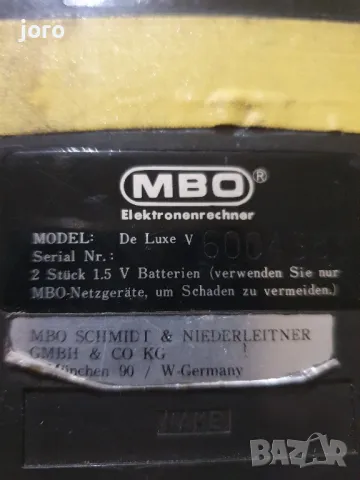 joro
MBO®
Elektronenrechner
MODEL: De Luxe V
Serial Nr.:
2 Stück 1.5 V Batterien (verwenden Sie nur
MBO-Netzgeräte, um Schaden zu vermeiden.)
MBO SCHMIDT & NIEDERLEITNER
GMBH & CO KG
München 90 / W-Germany
BAZAR